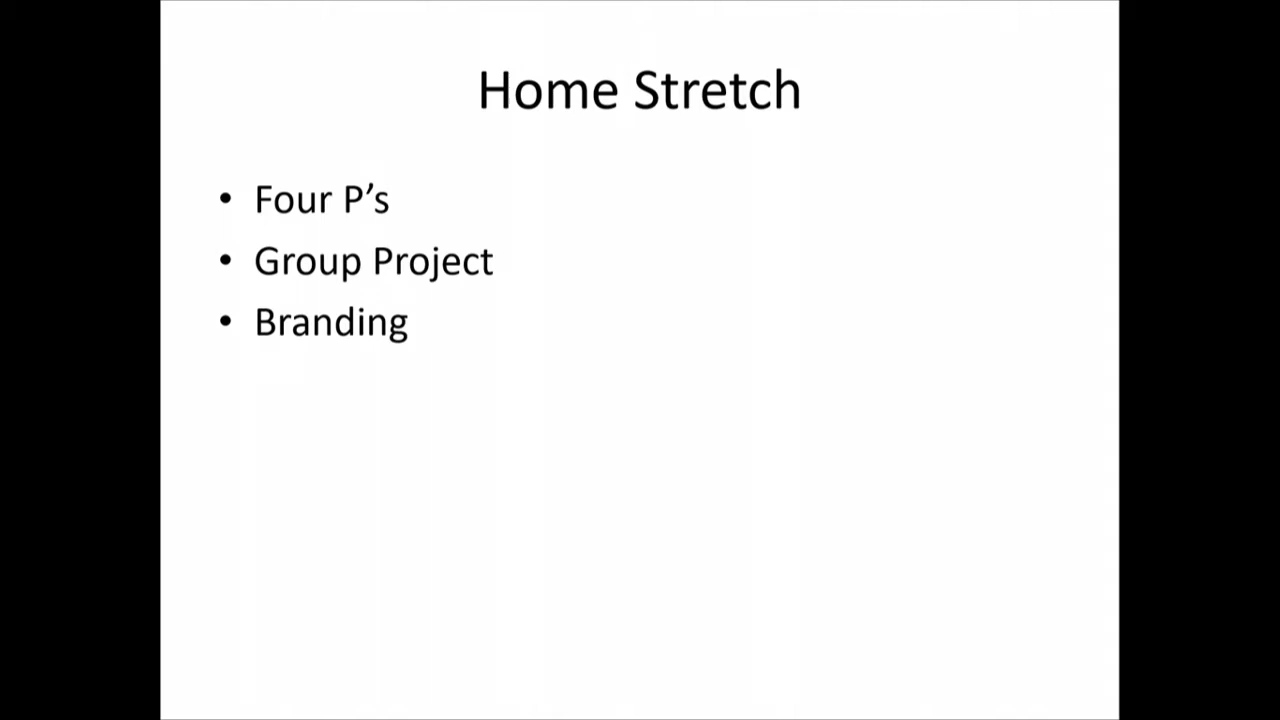 Home Stretch
• Four P’s
• Group Project
• Branding